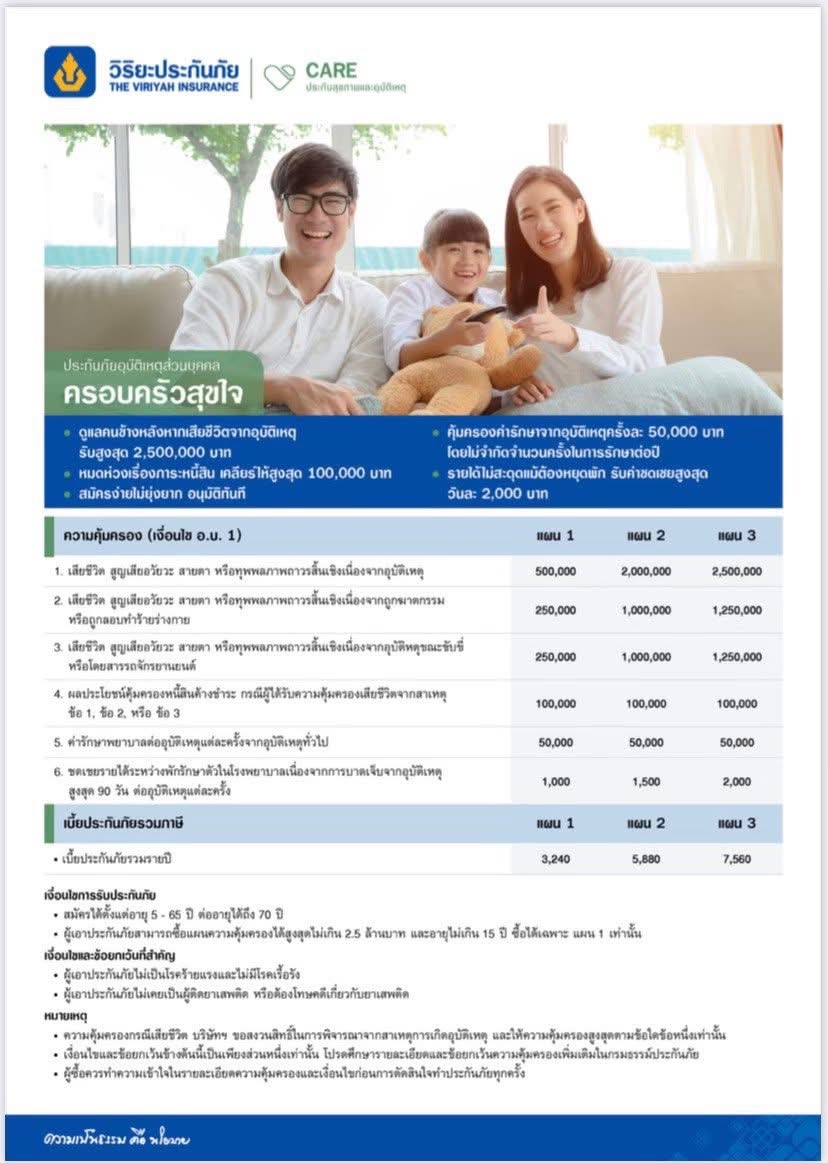 วิริยะประกันภัย
THE VIRIYAH INSURANCE
CARE
ประกันสุขภาพและอุบัติเหตุ
ประกันภัยอุบัติเหตุส่วนบุคคล
ครอบครัวสุขใจ
• ดูแลคนข้างหลังหากเสียชีวิตจากอุบัติเหตุ
รับสูงสุด 2,500,000 บาท
• หมดห่วงเรื่องภาระหนี้สิน เคลียร์ให้สูงสุด 100,000 บาท
• สมัครง่ายไม่ยุ่งยาก อนุมัติทันที
• คุ้มครองค่ารักษาจากอุบัติเหตุครั้งละ 50,000 บาท
โดยไม่จำกัดจำนวนครั้งในการรักษาต่อปี
• รายได้ไม่สะดุดแม้ต้องหยุดพัก รับค่าชดเชยสูงสุด
วันละ 2,000 บาท
ความคุ้มครอง (เงื่อนไข อ.บ. 1) แผน 1 แผน 2 แผน 3
1. เสียชีวิต สูญเสียอวัยวะ สายตา หรือทุพพลภาพถาวรสิ้นเชิงเนื่องจากอุบัติเหตุ 500,000 2,000,000 2,500,000
2. เสียชีวิต สูญเสียอวัยวะ สายตา หรือทุพพลภาพถาวรสิ้นเชิงเนื่องจากถูกฆาตกรรม
หรือถูกลอบทำร้ายร่างกาย 250,000 1,000,000 1,250,000
3. เสียชีวิต สูญเสียอวัยวะ สายตา หรือทุพพลภาพถาวรสิ้นเชิงเนื่องจากอุบัติหตุขณะขับขี่
หรือโดยสารรถจักรยานยนต์ 250,000 1,000,000 1,250,000
4. ผลประโยชน์คุ้มครองหนี้สินค้างชำระ กรณีผู้ได้รับความคุ้มครองเสียชีวิตจากสาเหตุ
ข้อ 1, ข้อ 2, หรือ ข้อ 3 100,000 100,000 100,000
5. ค่ารักษาพยาบาลต่ออุบัติเหตุแต่ละครั้งจากอุบัติเหตุทั่วไป 50,000 50,000 50,000
6. ชดเชยรายได้ระหว่างพักรักษาตัวในโรงพยาบาลเนื่องจากการบาดเจ็บจากอุบัติเหตุ
สูงสุด 90 วัน ต่ออุบัติเหตุแต่ละครั้ง 1,000 1,500 2,000
เบี้ยประกันภัยรวมภาษี แผน 1 แผน 2 แผน 3
• เบี้ยประกันภัยรวมรายปี 3,240 5,880 7,560
เงื่อนไขการรับประกันภัย
• สมัครได้ตั้งแต่อายุ 5 - 65 ปี ต่ออายุได้ถึง 70 ปี
• ผู้เอาประกันภัยสามารถซื้อแผนความคุ้มครองได้สูงสุดไม่เกิน 2.5 ล้านบาท และอายุไม่เกิน 15 ปี ซื้อได้เฉพาะ แผน 1 เท่านั้น
เงื่อนไขและข้อยกเว้นที่สำคัญ
• ผู้เอาประกันภัยไม่เป็นโรคร้ายแรงและไม่มีโรคเรื้อรัง
• ผู้เอาประกันภัยไม่เคยเป็นผู้ติดยาเสพติด หรือต้องโทษคดีเกี่ยวกับยาเสพติด
หมายเหตุ
• ความคุ้มครองกรณีเสียชีวิต บริษัทฯ ขอสงวนสิทธิ์ในการพิจารณาจากสาเหตุการเกิดอุบัติเหตุ และให้ความคุ้มครองสูงสุดตามข้อใดข้อหนึ่งเท่านั้น
• เงื่อนไขและข้อยกเว้นข้างต้นนี้เป็นเพียงส่วนหนึ่งเท่านั้น โปรดศึกษารายละเอียดและข้อยกเว้นความคุ้มครองเพิ่มเติมในกรมธรรม์ประกันภัย
• ผู้ซื้อควรทำความเข้าใจในรายละเอียดความคุ้มครองและเงื่อนไขก่อนการตัดสินใจทำประกันภัยทุกครั้ง
ความเป็นธรรม คือ นโยบาย